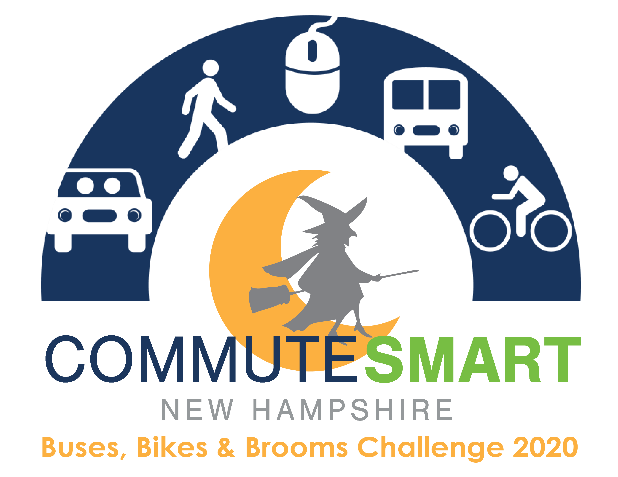 COMMUTESMART
NEW HAMPSHIRE
Buses, Bikes & Brooms Challenge 2020